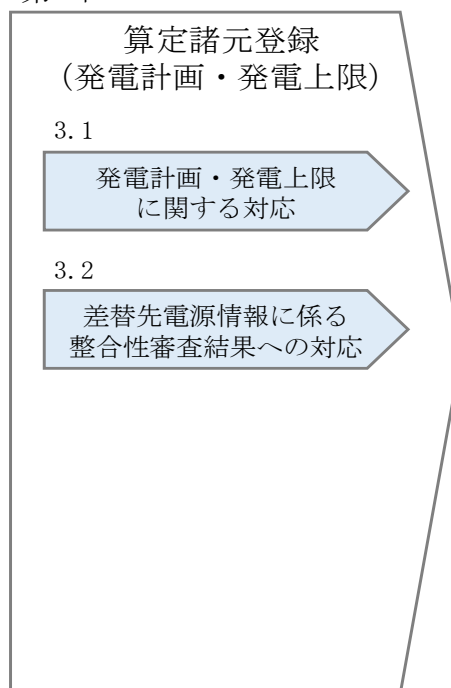 算定諸元登録
(発電計画・発電上限)
3.1
発電計画・発電上限
に関する対応
3.2
差替先電源情報に係る
整合性審査結果への対応